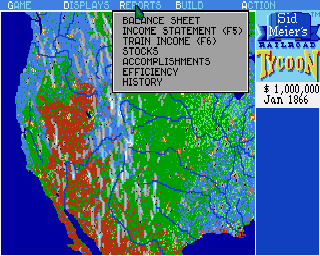 GAME DISPLAYS REPORTS BUILD ACTION
BALANCE SHEET
INCOME STATEMENT (F5)
TRAIN INCOME (F6)
STOCKS
ACCOMPLISHMENTS
EFFICIENCY
HISTORY
Sid
Meier's
RAILROAD
TYCOON
$ 1,000,000
Jan 1866